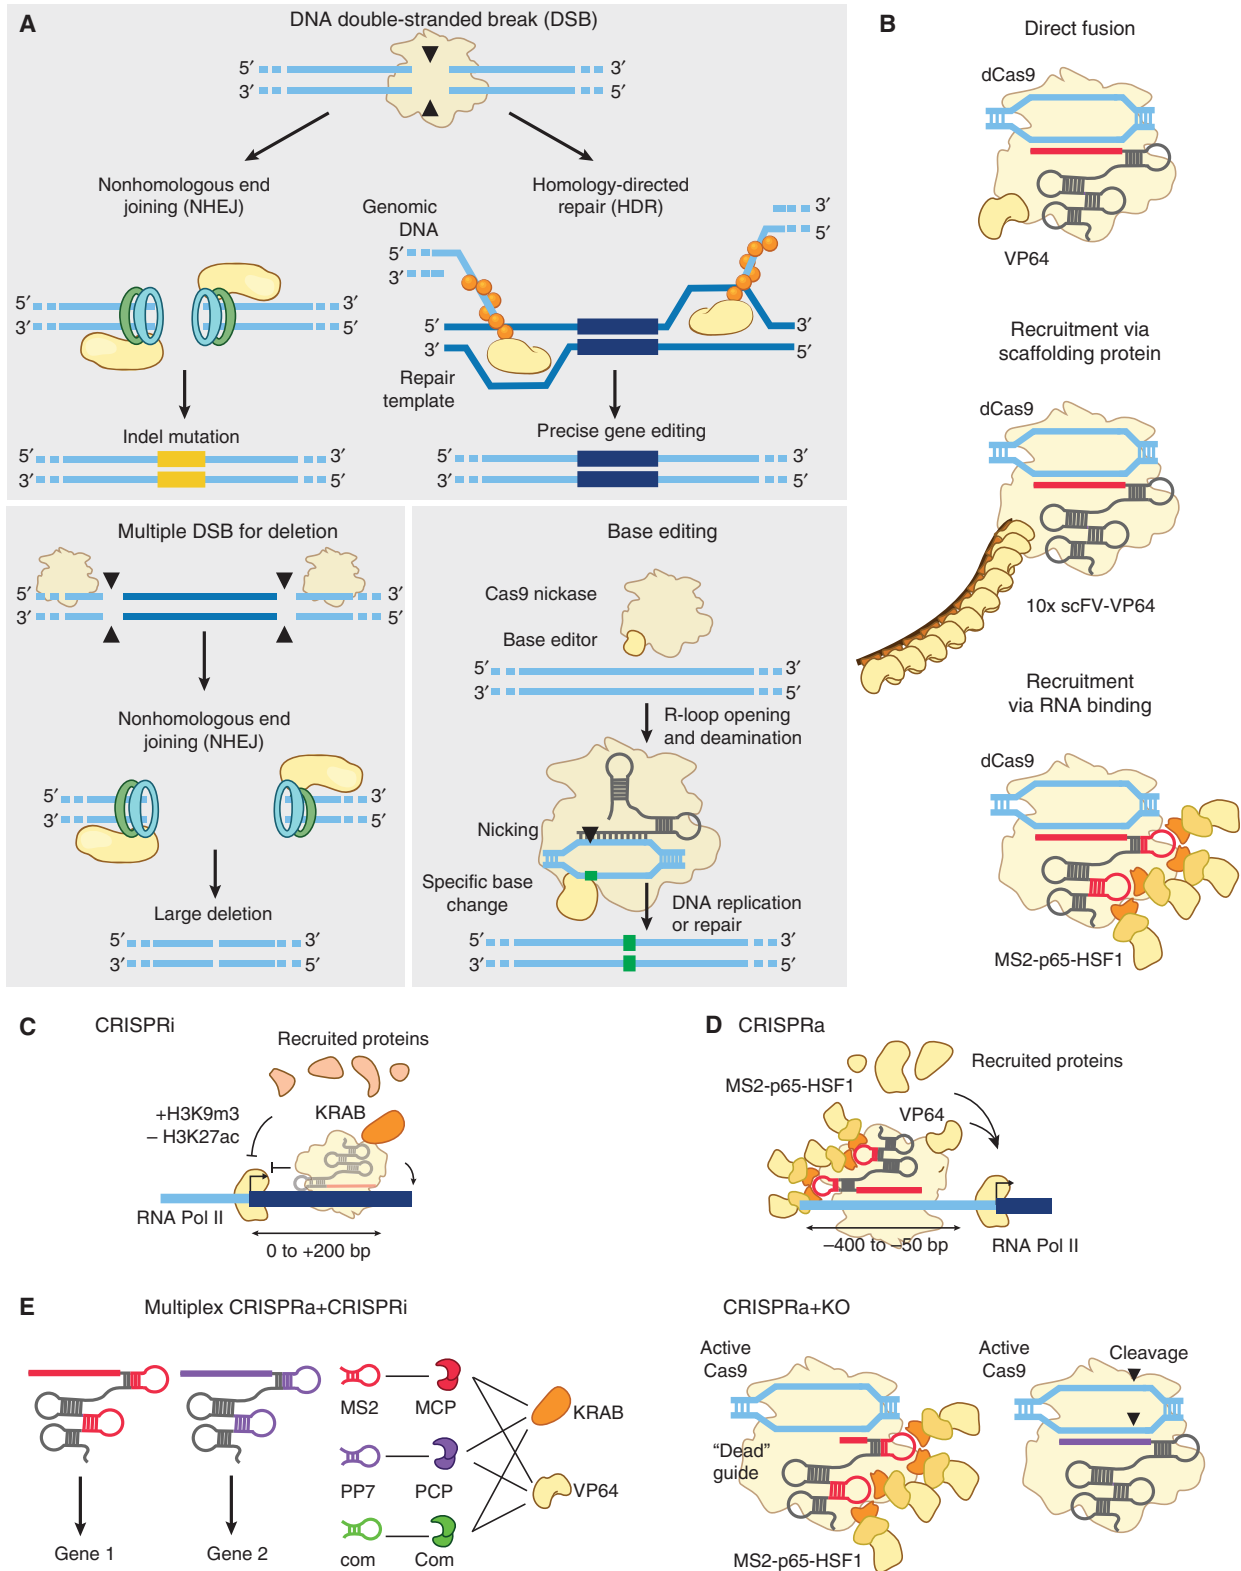 A
DNA double-stranded break (DSB)
5′ 3′
3′ 5′
Nonhomologous end
joining (NHEJ)
Homology-directed
repair (HDR)
Genomic
DNA
3′
5′
5′
3′
5′ 3′
3′ 5′
5′ 3′
3′ 5′
Repair
template
Indel mutation
5′ 3′
3′ 5′
Precise gene editing
5′ 3′
3′ 5′
Multiple DSB for deletion
5′ 3′
3′ 5′
Nonhomologous end
joining (NHEJ)
5′ 3′
3′ 5′
Large deletion
5′ 3′
3′ 5′
Base editing
Cas9 nickase
Base editor
5′ 3′
3′ 5′
R-loop opening
and deamination
Nicking
Specific base
change
DNA replication
or repair
5′ 3′
3′ 5′
B
Direct fusion
dCas9
VP64
Recruitment via
scaffolding protein
dCas9
10x scFV-VP64
Recruitment
via RNA binding
dCas9
MS2-p65-HSF1
C
CRISPRi
Recruited proteins
+H3K9m3
– H3K27ac
KRAB
RNA Pol II
0 to +200 bp
D
CRISPRa
Recruited proteins
MS2-p65-HSF1
VP64
–400 to –50 bp
RNA Pol II
E
Multiplex CRISPRa+CRISPRi
Gene 1
Gene 2
MS2 MCP
PP7 PCP
com Com
KRAB
VP64
CRISPRa+KO
Active
Cas9
“Dead”
guide
MS2-p65-HSF1
Active
Cas9
Cleavage